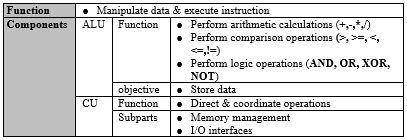 Function ● Manipulate data & execute instruction
Components ALU Function ● Perform arithmetic calculations (+,-,*,/)
● Perform comparison operations (>, >=, <,
<=,!=)
● Perform logic operations (AND, OR, XOR,
NOT)
objective ● Store data
CU Function ● Direct & coordinate operations
Subparts ● Memory management
● I/O interfaces